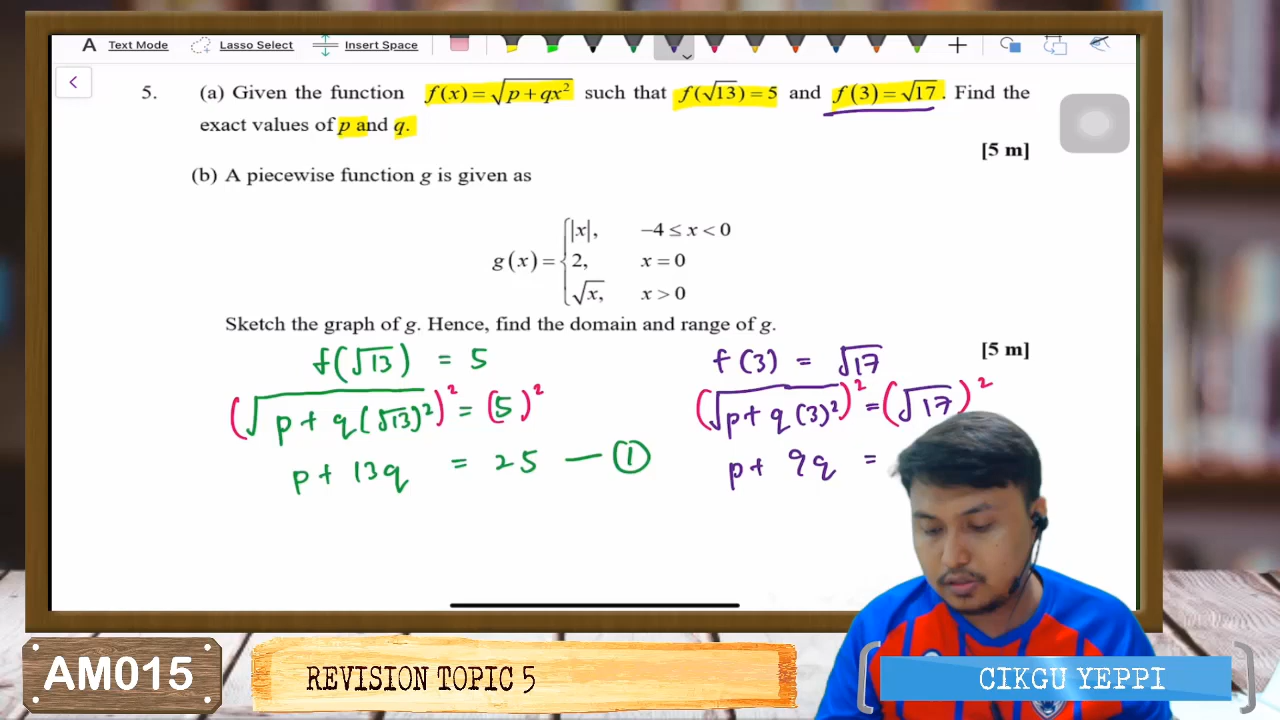 A Text Mode Lasso Select Insert Space
5. (a) Given the function f(x) = √(p + qx²) such that f(√13) = 5 and f(3) = √17. Find the
exact values of p and q.
[5 m]
(b) A piecewise function g is given as
g(x) = { |x|, −4 ≤ x < 0
2, x = 0
√x, x > 0
Sketch the graph of g. Hence, find the domain and range of g.
[5 m]
f(√13) = 5
(√(p + q(√13)²))² = (5)²
p + 13q = 25 — ①
f(3) = √17
(√(p + q(3)²))² = (√17)²
p + 9q =
AM015
REVISION TOPIC 5
CIKGU YEPPI